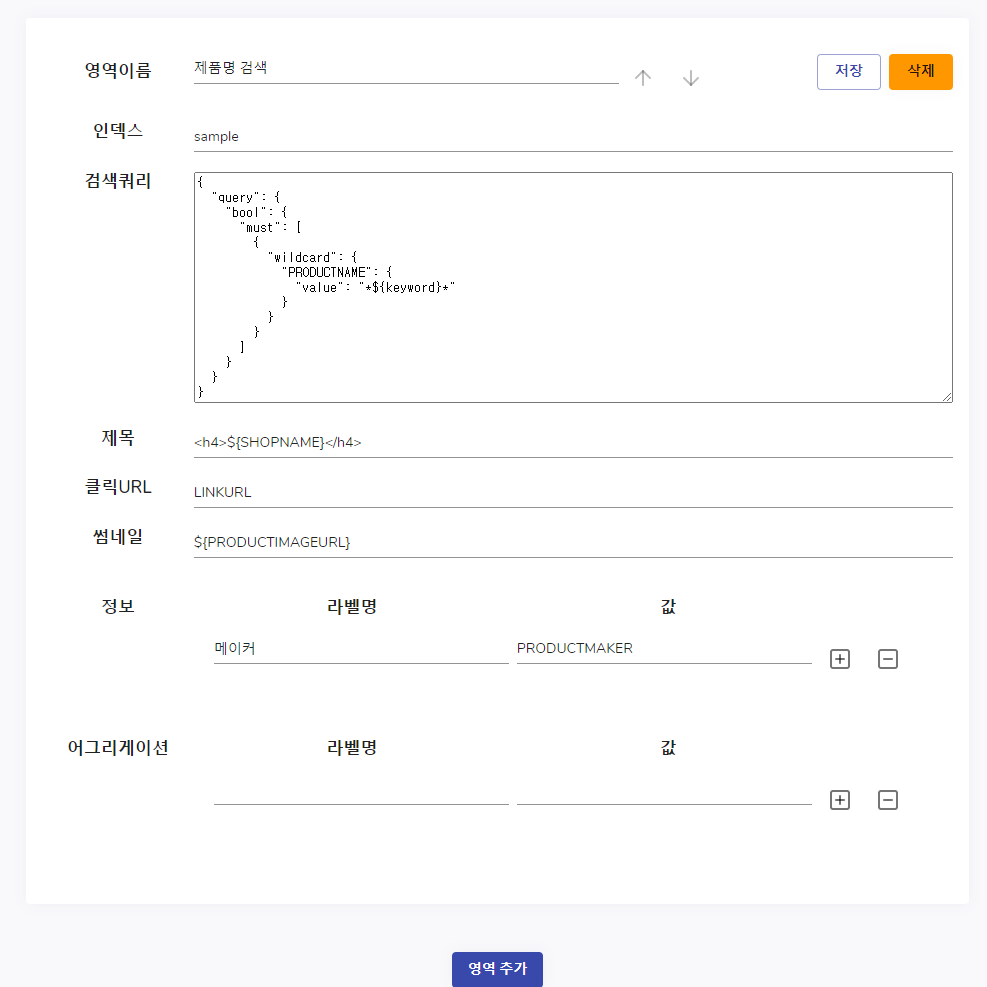 영역이름 제품명 검색 저장 삭제
인덱스 sample
검색쿼리
{
  "query": {
    "bool": {
      "must": [
        {
          "wildcard": {
            "PRODUCTNAME": {
              "value": "*${keyword}*"
            }
          }
        }
      ]
    }
  }
}
제목 <h4>${SHOPNAME}</h4>
클릭URL LINKURL
썸네일 ${PRODUCTIMAGEURL}
정보 라벨명 값
메이커 PRODUCTMAKER
어그리게이션 라벨명 값
영역 추가